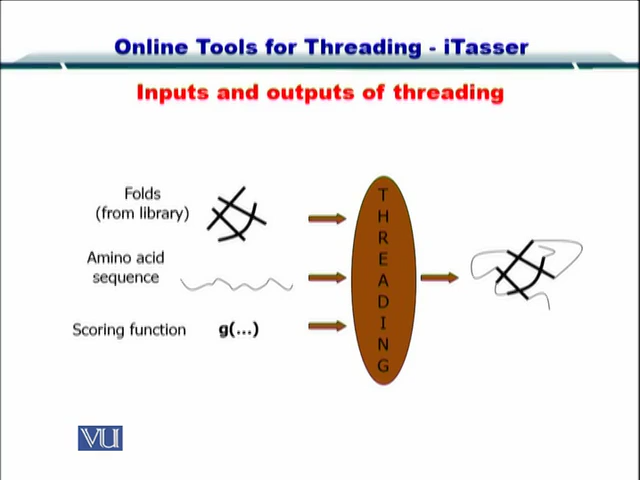 Online Tools for Threading - iTasser
Inputs and outputs of threading
Folds
(from library)
Amino acid
sequence
Scoring function g(...)
THREADING
VU